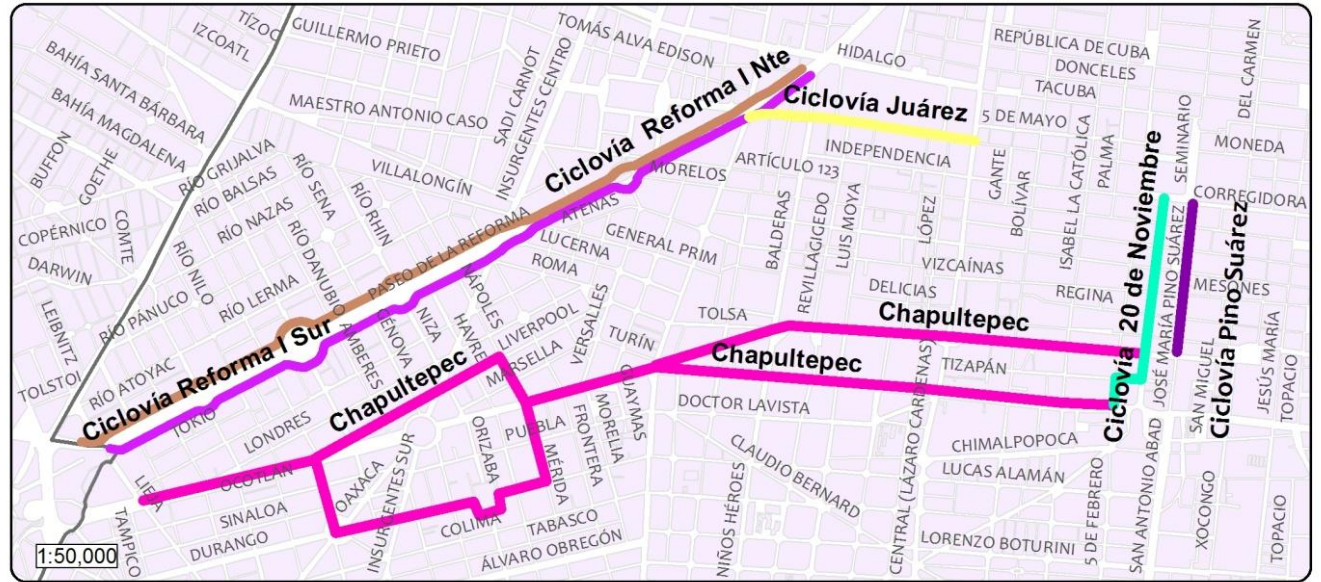 TÍZOC
IZCOATL
GUILLERMO PRIETO
SADI CARNOT
INSURGENTES CENTRO
TOMÁS ALVA EDISON
HIDALGO
REPÚBLICA DE CUBA
DONCELES
TACUBA
SEMINARIO
DEL CARMEN
BAHÍA SANTA BÁRBARA
BAHÍA MAGDALENA
MAESTRO ANTONIO CASO
Ciclovía Reforma I Nte
Ciclovía Juárez
5 DE MAYO
MONEDA
BUFFON
GOETHE
RÍO GRIJALVA
RÍO BALSAS
RÍO NAZAS
RÍO SENA
RÍO RHIN
VILLALONGÍN
MORELOS
ARTÍCULO 123
INDEPENDENCIA
GANTE
BOLÍVAR
ISABEL LA CATÓLICA
PALMA
CORREGIDORA
COPÉRNICO
COMTE
DARWIN
RÍO NILO
RÍO DANUBIO
PASEO DE LA REFORMA
ATENAS
LUCERNA
GENERAL PRIM
ROMA
BALDERAS
REVILLAGIGEDO
LUIS MOYA
LÓPEZ
VIZCAÍNAS
DELICIAS
REGINA
Ciclovía 20 de Noviembre
JOSÉ MARÍA PINO SUÁREZ
Ciclovía Pino Suárez
MESONES
LEIBNITZ
RÍO PÁNUCO
RÍO LERMA
AMBERES
GENOVA
NIZA
NÁPOLES
HAVRE
LIVERPOOL
MARSELLA
VERSALLES
TURÍN
TOLSA
Chapultepec
TOLSTOI
RÍO ATOYAC
Ciclovía Reforma I Sur
Chapultepec
Chapultepec
TIZAPÁN
SAN MIGUEL
JESÚS MARÍA
TOPACIO
TOKIO
LONDRES
ORIZABA
PUEBLA
FRONTERA
MORELIA
GUAYMAS
DOCTOR LAVISTA
CENTRAL (LÁZARO CARDENAS)
CHIMALPOPOCA
LUCAS ALAMÁN
LIEJA
OCOTLÁN
OAXACA
INSURGENTES SUR
MÉRIDA
CLAUDIO BERNARD
NIÑOS HÉROES
5 DE FEBRERO
SAN ANTONIO ABAD
XOCONGO
TOPACIO
SINALOA
DURANGO
TAMPICO
COLIMA
TABASCO
ÁLVARO OBREGÓN
LORENZO BOTURINI
1:50,000